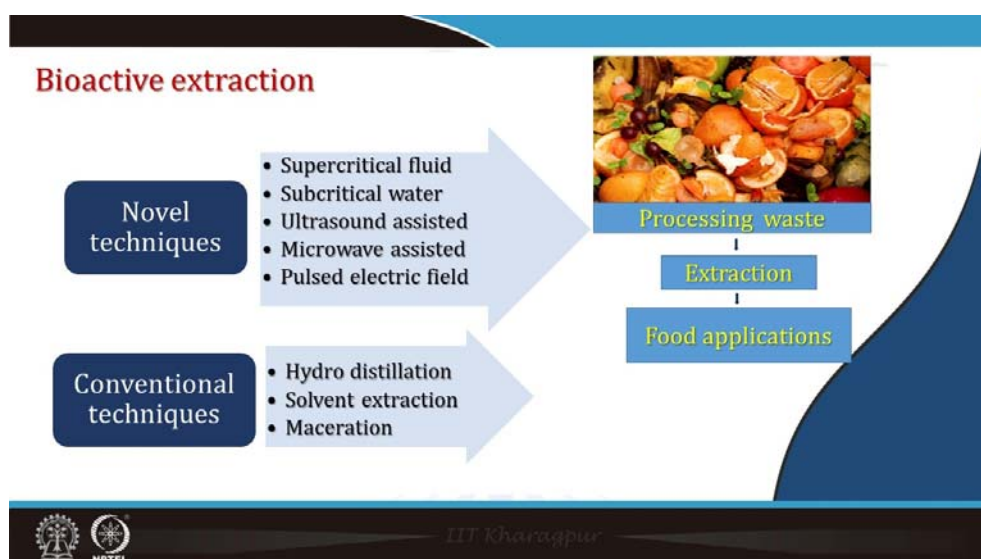 Bioactive extraction
Novel
techniques
• Supercritical fluid
• Subcritical water
• Ultrasound assisted
• Microwave assisted
• Pulsed electric field
Conventional
techniques
• Hydro distillation
• Solvent extraction
• Maceration
Processing waste
Extraction
Food applications
IIT Kharagpur
NPTEL